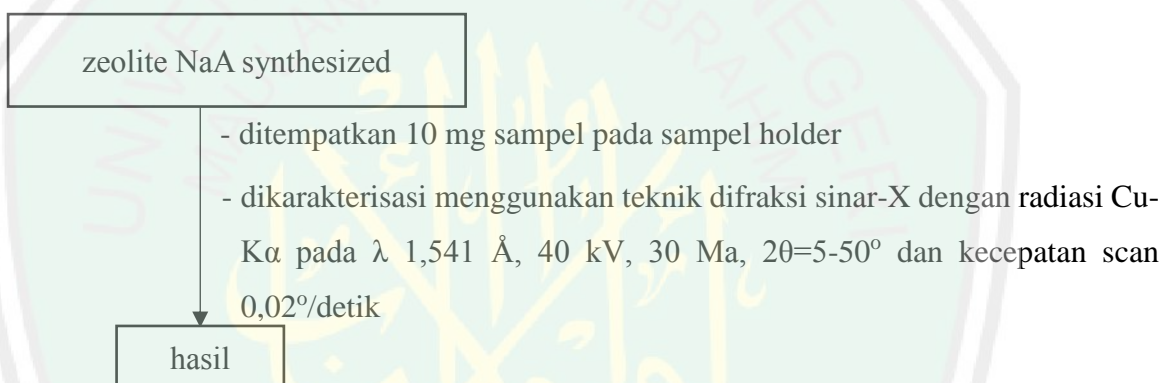 zeolite NaA synthesized
- ditempatkan 10 mg sampel pada sampel holder
- dikarakterisasi menggunakan teknik difraksi sinar-X dengan radiasi Cu-
Kα pada λ 1,541 Å, 40 kV, 30 Ma, 2θ=5-50° dan kecepatan scan
0,02°/detik
hasil